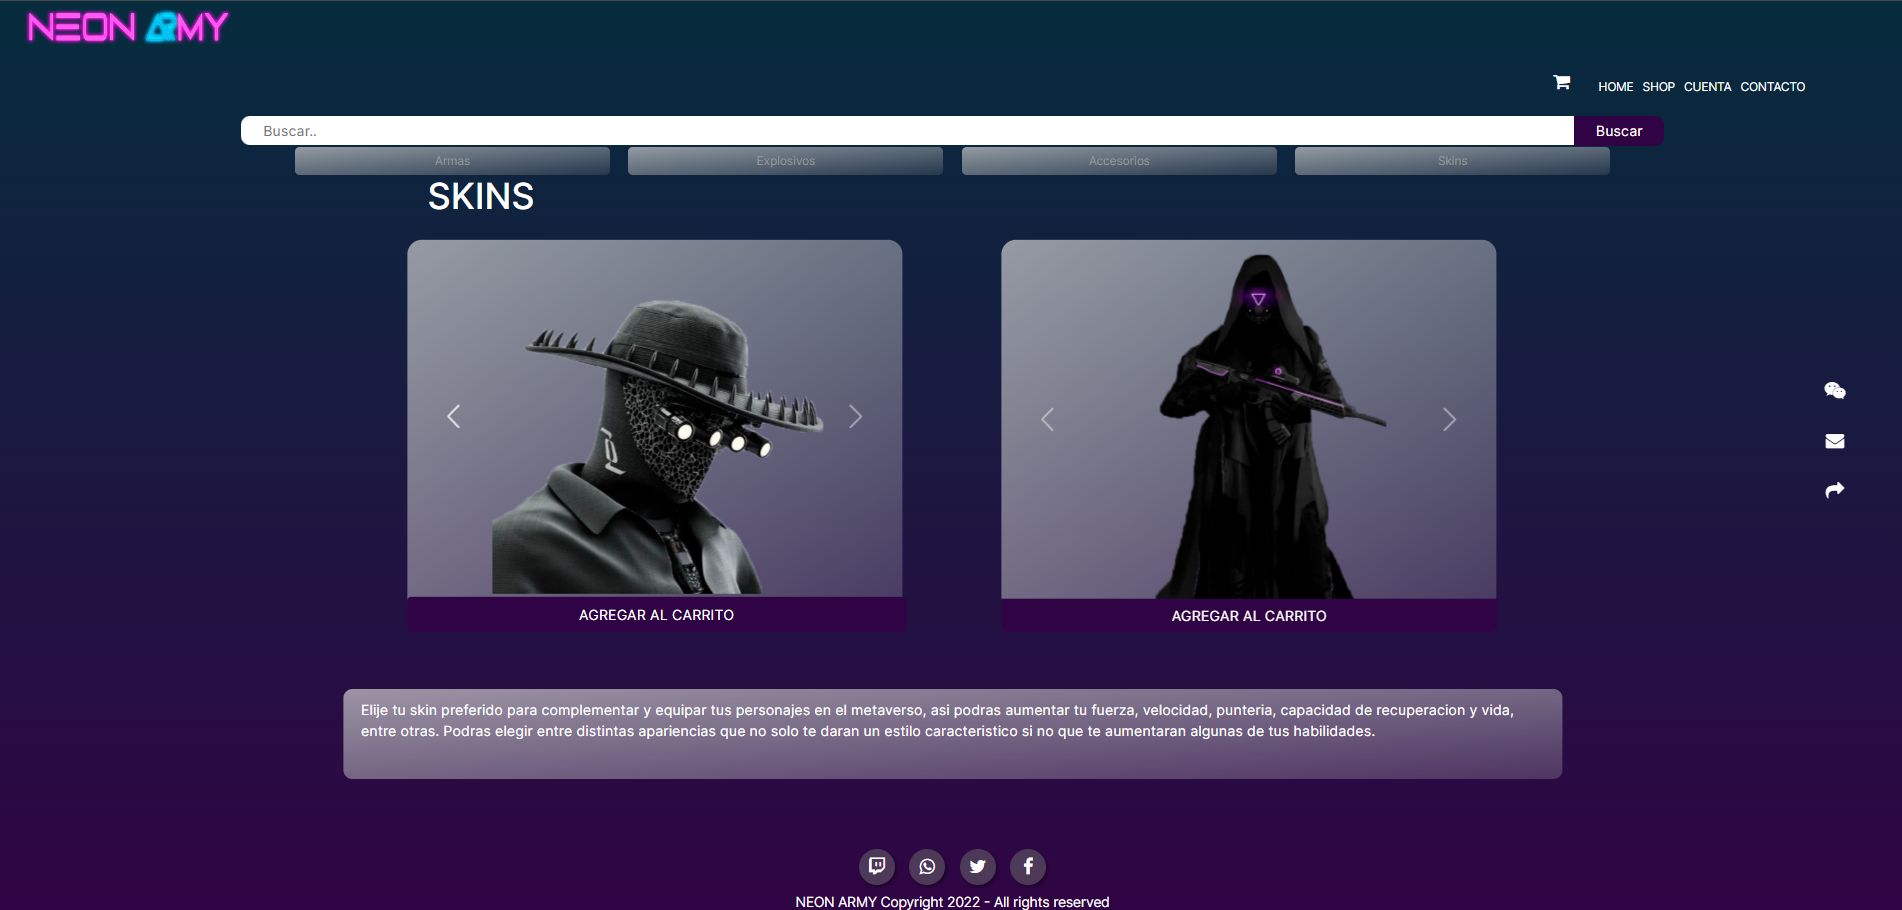 NEON ARMY
HOME SHOP CUENTA CONTACTO
Buscar.. Buscar
Armas Explosivos Accesorios Skins
SKINS
AGREGAR AL CARRITO AGREGAR AL CARRITO
Elije tu skin preferido para complementar y equipar tus personajes en el metaverso, asi podras aumentar tu fuerza, velocidad, punteria, capacidad de recuperacion y vida,
entre otras. Podras elegir entre distintas apariencias que no solo te daran un estilo caracteristico si no que te aumentaran algunas de tus habilidades.
NEON ARMY Copyright 2022 - All rights reserved